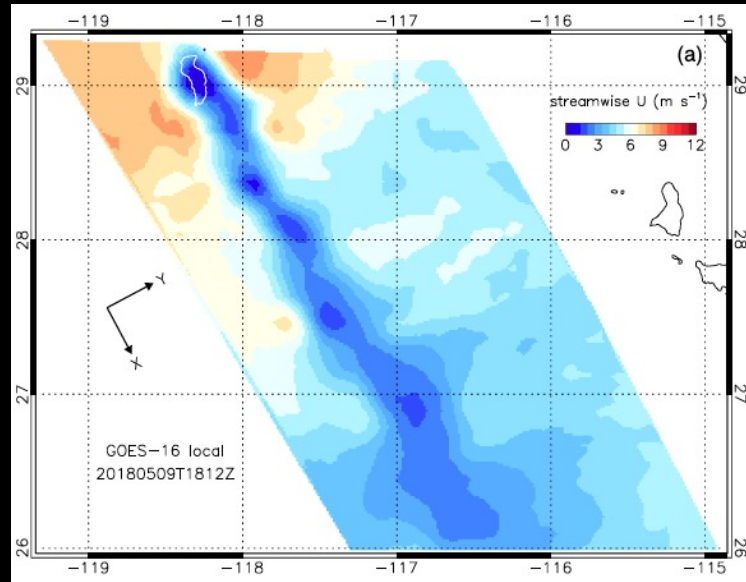 -119 -118 -117 -116 -115
(a)
29 29
streamwise U (m s⁻¹)
0 3 6 9 12
28 28
Y
X
27 27
GOES-16 local
20180509T1812Z
26 26
-119 -118 -117 -116 -115